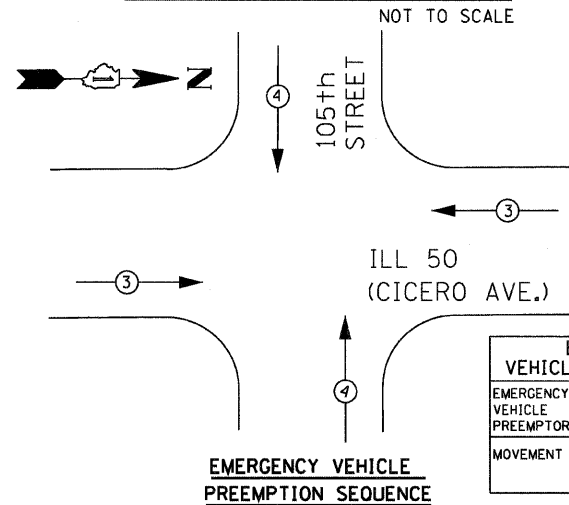 NOT TO SCALE
N
105th
STREET
4
3
ILL 50
(CICERO AVE.)
3
4
VEHICL
EMERGENCY
VEHICLE
PREEMPTOR
MOVEMENT
EMERGENCY VEHICLE
PREEMPTION SEQUENCE